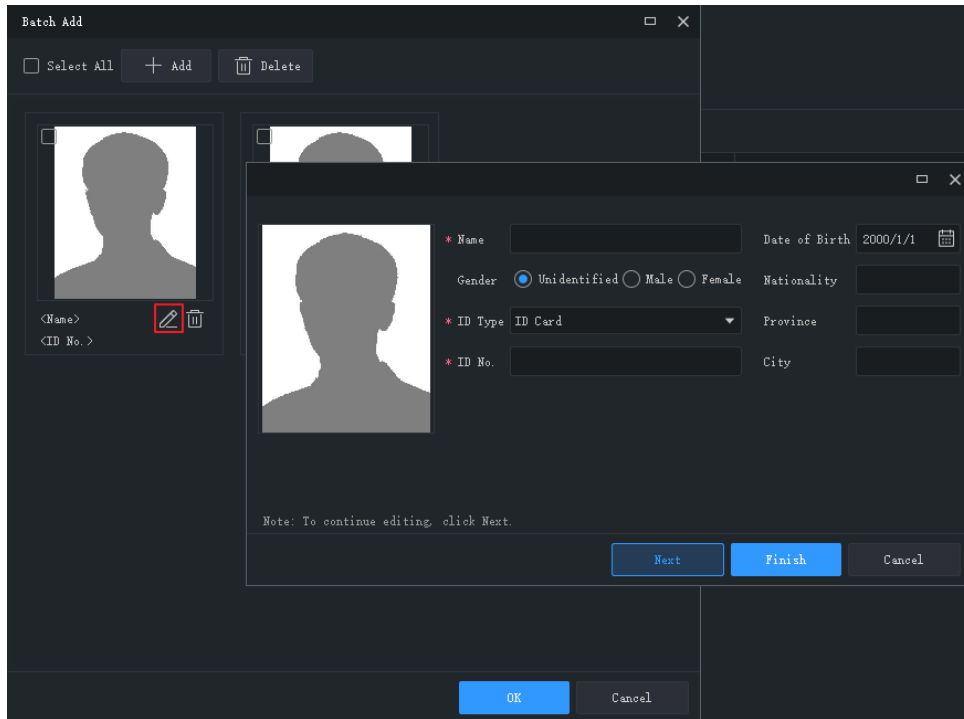 Batch Add
Select All
Add
Delete
<Name>
<ID No.>
* Name
Date of Birth 2000/1/1
Gender Unidentified Male Female
Nationality
* ID Type ID Card
Province
* ID No.
City
Note: To continue editing, click Next.
Next
Finish
Cancel
OK
Cancel